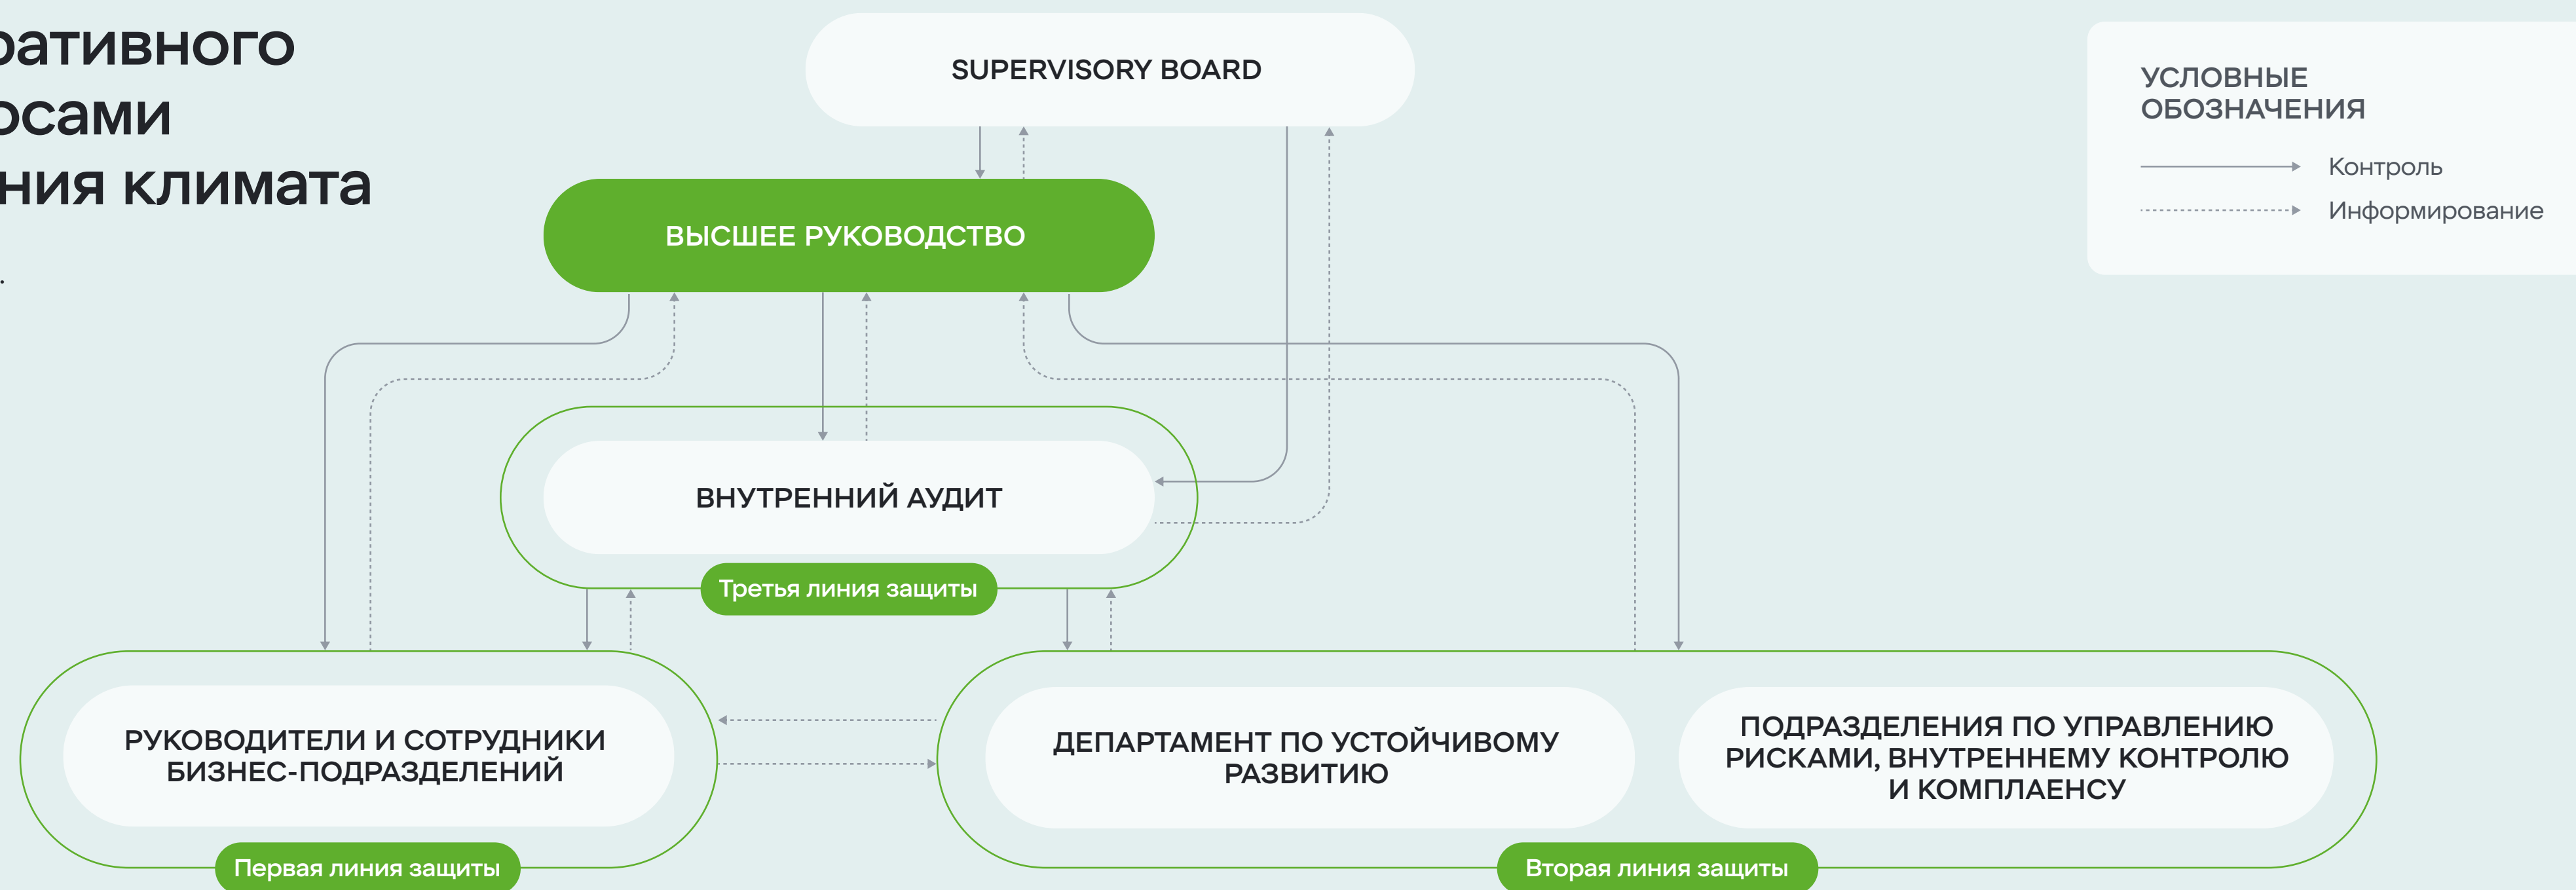 ративного
осами
ния климата
SUPERVISORY BOARD
УСЛОВНЫЕ
ОБОЗНАЧЕНИЯ
Контроль
Информирование
ВЫСШЕЕ РУКОВОДСТВО
ВНУТРЕННИЙ АУДИТ
Третья линия защиты
РУКОВОДИТЕЛИ И СОТРУДНИКИ
БИЗНЕС-ПОДРАЗДЕЛЕНИЙ
Первая линия защиты
ДЕПАРТАМЕНТ ПО УСТОЙЧИВОМУ
РАЗВИТИЮ
ПОДРАЗДЕЛЕНИЯ ПО УПРАВЛЕНИЮ
РИСКАМИ, ВНУТРЕННЕМУ КОНТРОЛЮ
И КОМПЛАЕНСУ
Вторая линия защиты